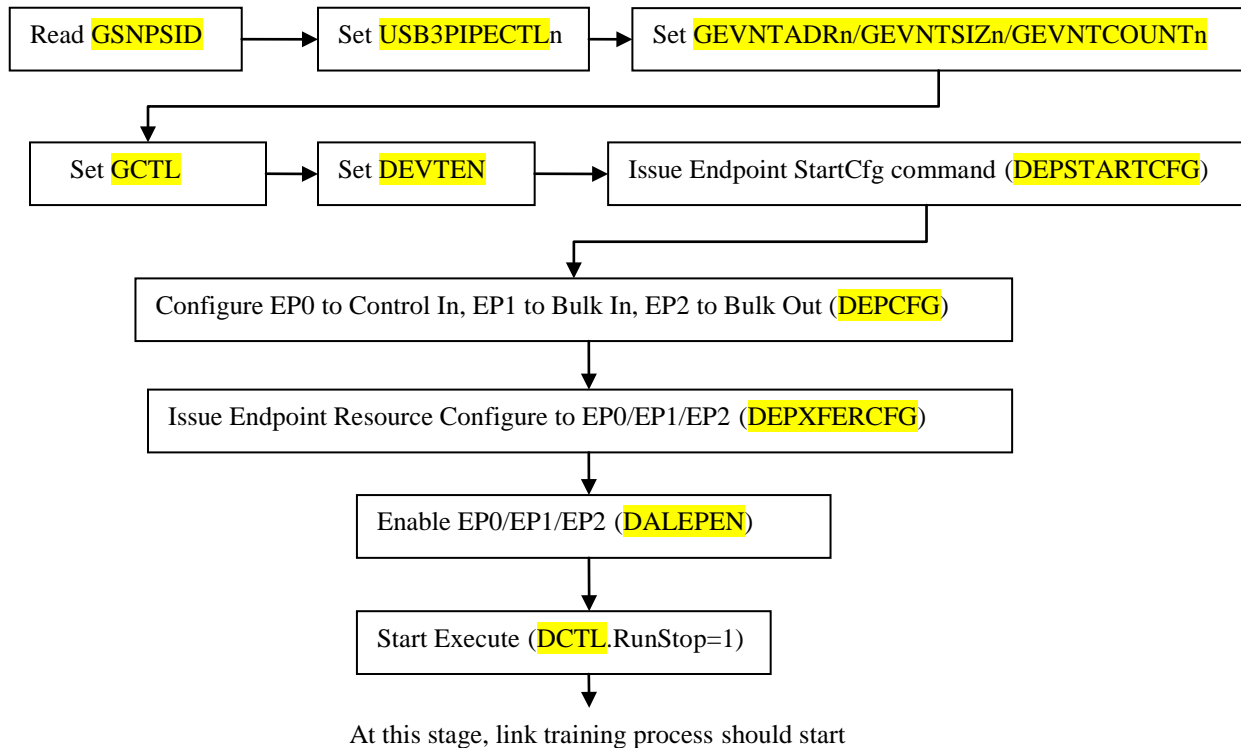 Read GSNPSID
Set USB3PIPECTLn
Set GEVNTADRn/GEVNTSIZn/GEVNTCOUNTn
Set GCTL
Set DEVTEN
Issue Endpoint StartCfg command (DEPSTARTCFG)
Configure EP0 to Control In, EP1 to Bulk In, EP2 to Bulk Out (DEPCFG)
Issue Endpoint Resource Configure to EP0/EP1/EP2 (DEPXFERCFG)
Enable EP0/EP1/EP2 (DALEPEN)
Start Execute (DCTL.RunStop=1)
At this stage, link training process should start